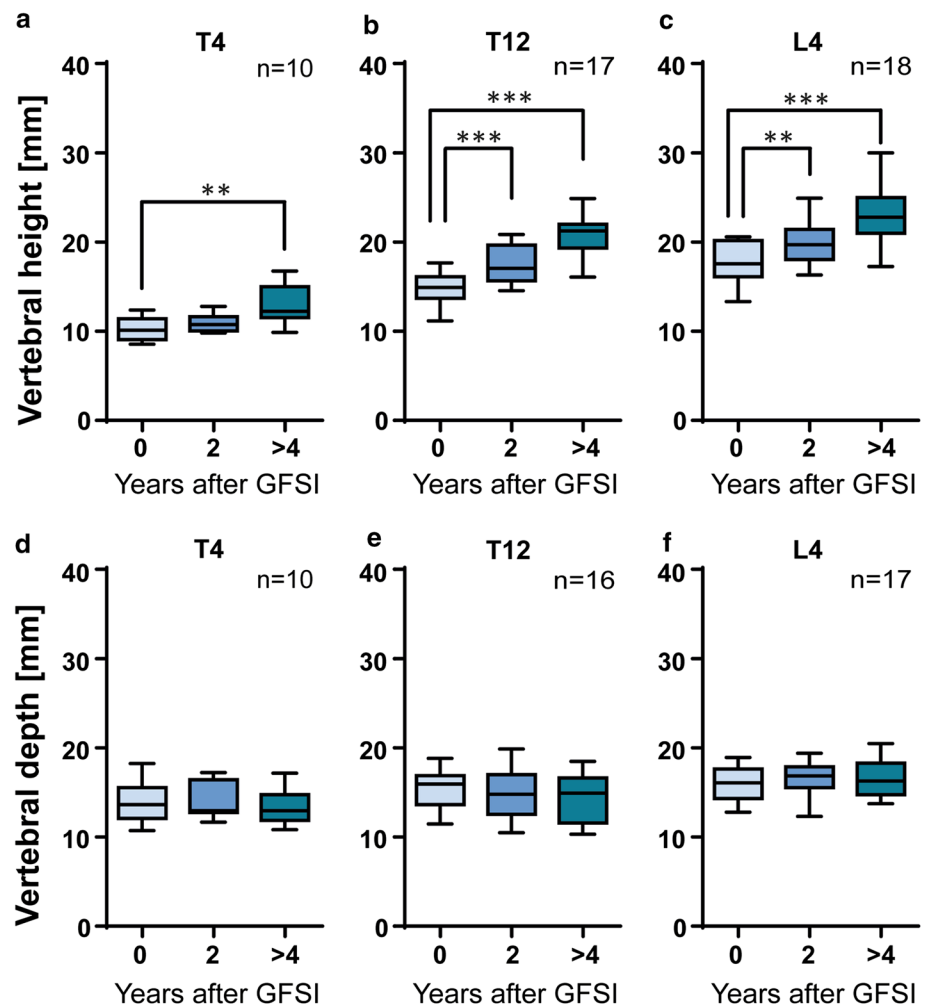 a
T4
n=10
Vertebral height [mm]
40
30
20
10
0
**
0 2 >4
Years after GFSI
b
T12
n=17
40
30
20
10
0
***
***
0 2 >4
Years after GFSI
c
L4
n=18
40
30
20
10
0
***
**
0 2 >4
Years after GFSI
d
T4
n=10
Vertebral depth [mm]
40
30
20
10
0
0 2 >4
Years after GFSI
e
T12
n=16
40
30
20
10
0
0 2 >4
Years after GFSI
f
L4
n=17
40
30
20
10
0
0 2 >4
Years after GFSI